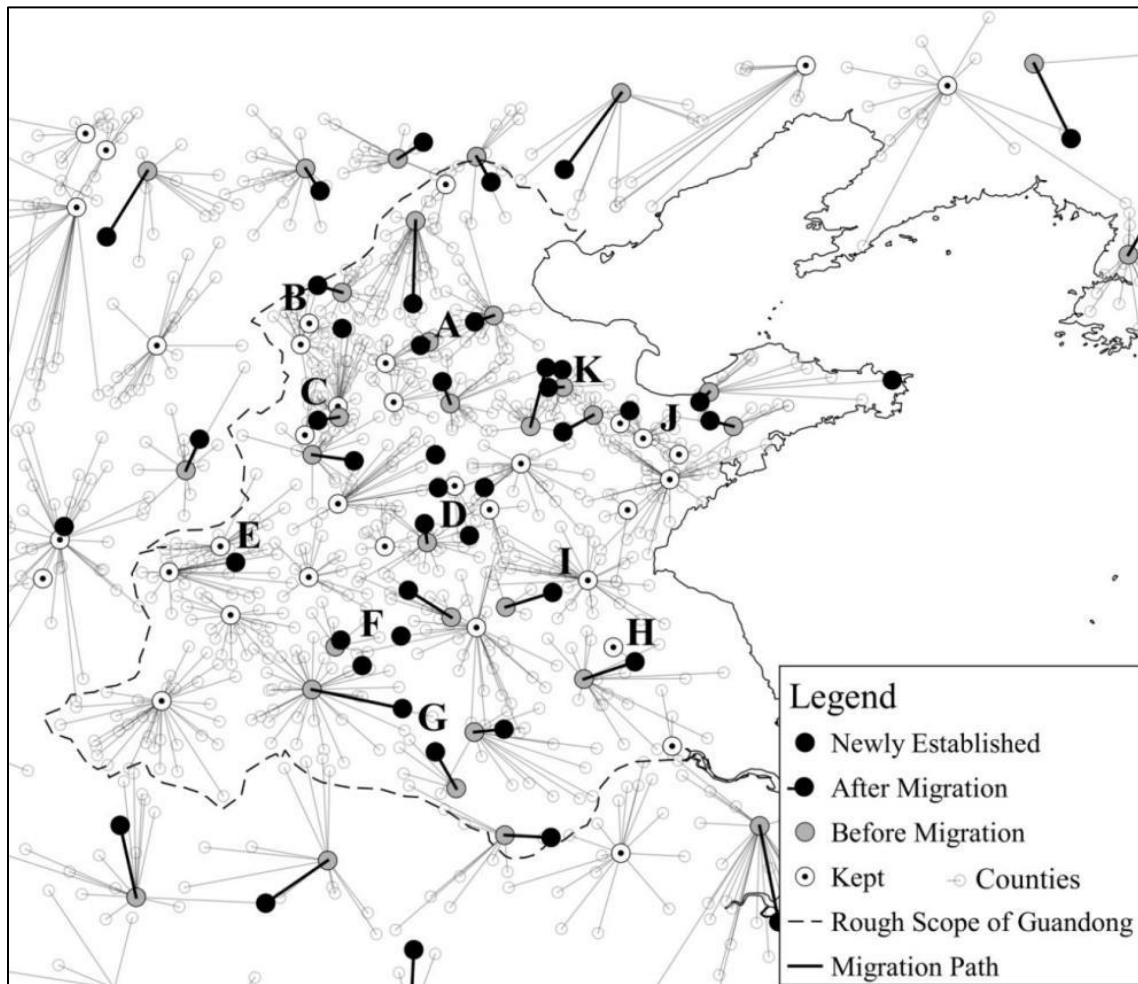 B
A
C
K
J
D
E
I
F
H
G
Legend
Newly Established
After Migration
Before Migration
Kept Counties
Rough Scope of Guandong
Migration Path